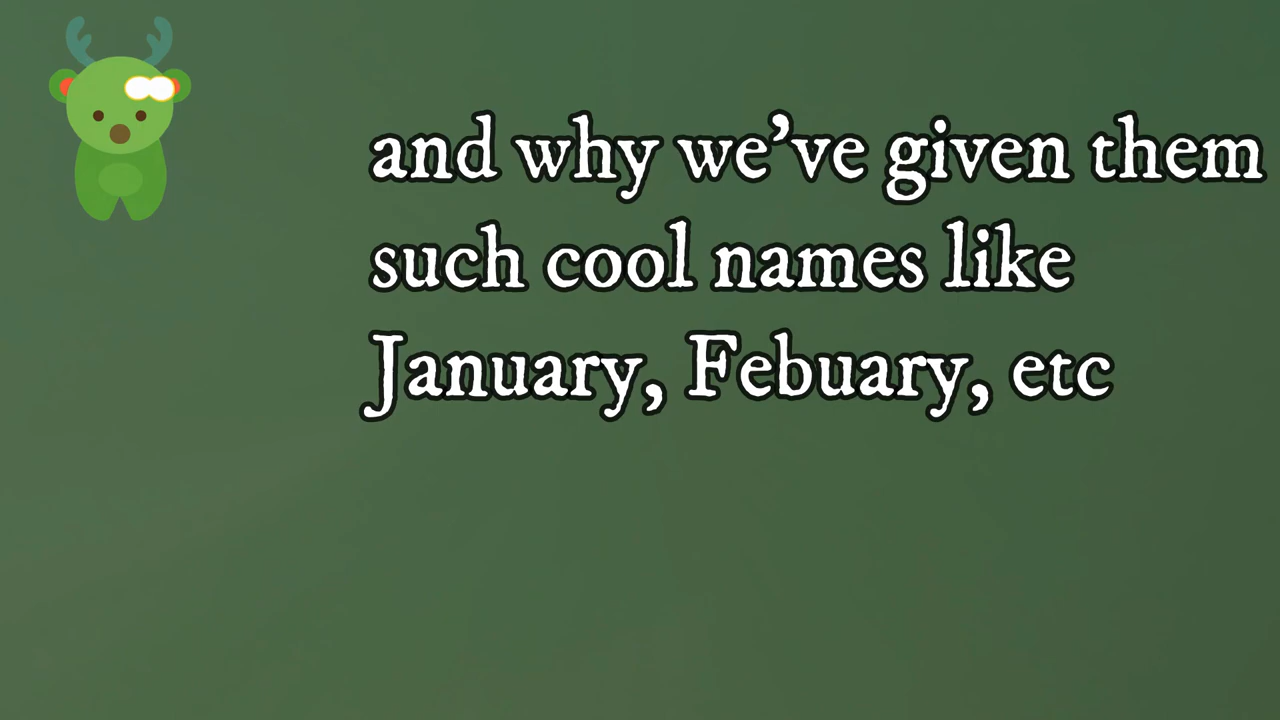 and why we’ve given them
such cool names like
January, Febuary, etc